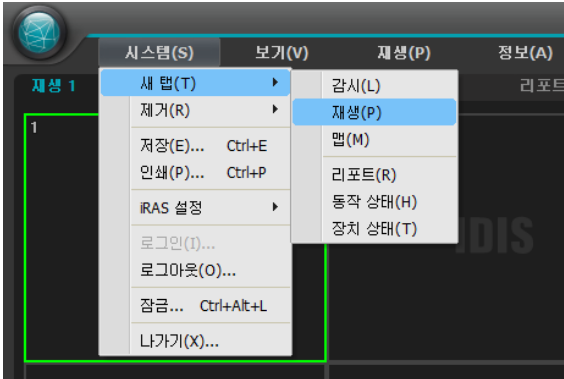 시스템(S) 보기(V) 재생(P) 정보(A)
재생 1 리포트
1
새 탭(T)
제거(R)
저장(E)... Ctrl+E
인쇄(P)... Ctrl+P
iRAS 설정
로그인(I)...
로그아웃(O)...
잠금... Ctrl+Alt+L
나가기(X)...
감시(L)
재생(P)
맵(M)
리포트(R)
동작 상태(H)
장치 상태(T)
IDIS